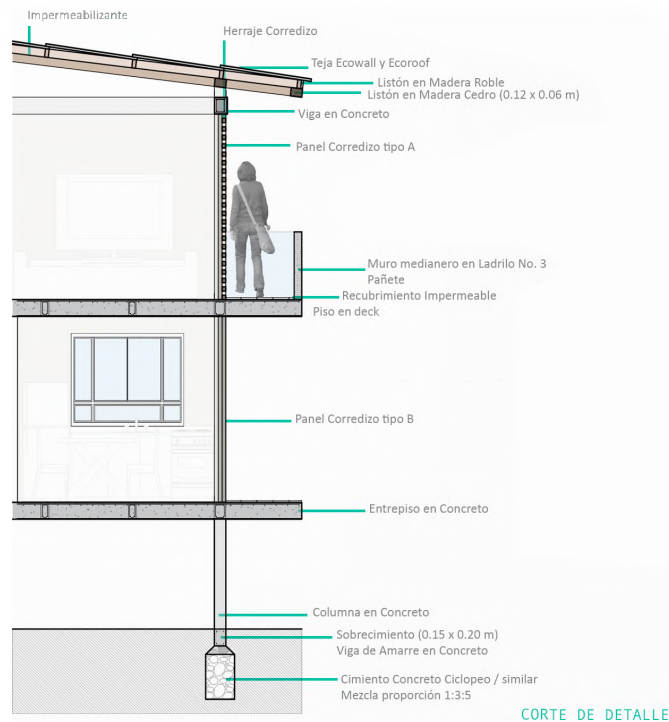 Impermeabilizante
Herraje Corredizo
Teja Ecowall y Ecoroof
Listón en Madera Roble
Listón en Madera Cedro (0.12 x 0.06 m)
Viga en Concreto
Panel Corredizo tipo A
Muro medianero en Ladrilo No. 3
Pañete
Recubrimiento Impermeable
Piso en deck
Panel Corredizo tipo B
Entrepiso en Concreto
Columna en Concreto
Sobrecimiento (0.15 x 0.20 m)
Viga de Amarre en Concreto
Cimiento Concreto Ciclopeo / similar
Mezcla proporción 1:3:5
CORTE DE DETALLE